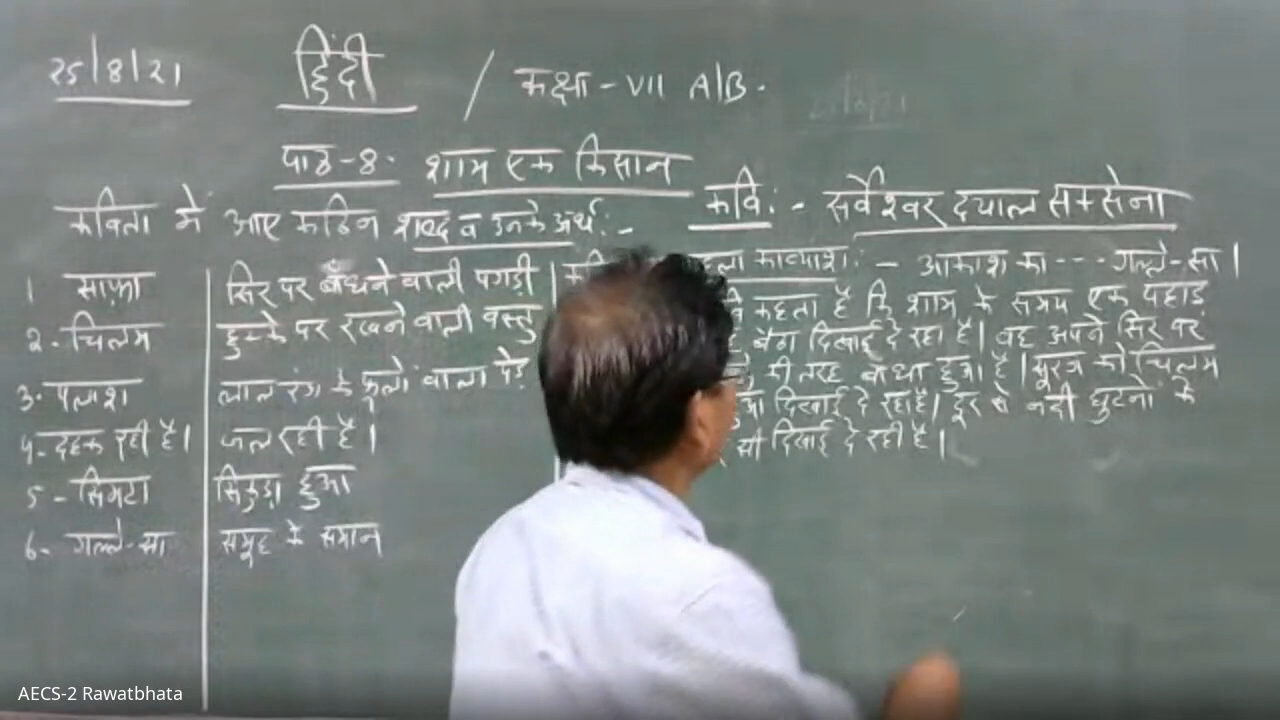 25/8/21 हिंदी / कक्षा - VII A/B.
पाठ-8. शाम एक किसान
कवि: - सर्वेश्वर दयाल सक्सेना
कविता में आए कठिन शब्द व उनके अर्थ: -
1 साफ़ा सिर पर बाँधने वाली पगड़ी
2. चिलम हुक्के पर रखने वाली वस्तु
3. पलाश लाल रंग के फूलों वाला पेड़
4. दहक रही है। जल रही है।
5 - सिमटा सिकुड़ा हुआ
6. गल्ले-सा समूह के समान
काव्यांश: - आकाश का --- गल्ले-सा।
कहता है कि शाम के समय एक पहाड़
बैठा दिखाई दे रहा है। वह अपने सिर पर
की तरह बाँधा हुआ है। सूरज को चिलम
दिखाई दे रहा है। दूर से नदी घुटनों के
सी दिखाई दे रही है।
AECS-2 Rawatbhata